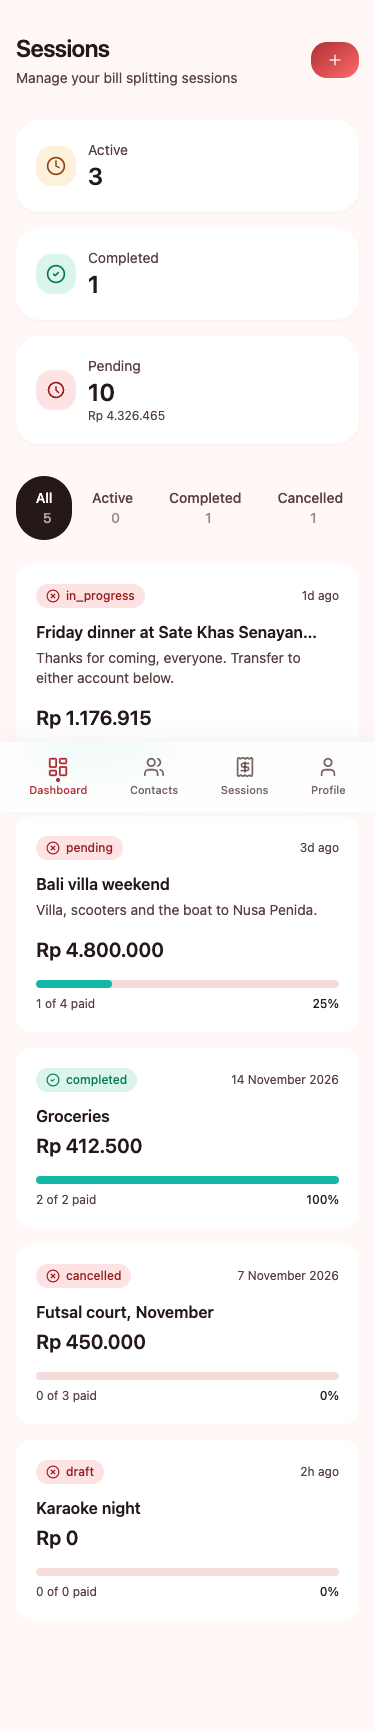 Sessions
Manage your bill splitting sessions
Active
3
Completed
1
Pending
10
Rp 4.326.465
All
5
Active
0
Completed
1
Cancelled
1
in_progress
1d ago
Friday dinner at Sate Khas Senayan...
Thanks for coming, everyone. Transfer to
either account below.
Rp 1.176.915
Dashboard
Contacts
Sessions
Profile
pending
3d ago
Bali villa weekend
Villa, scooters and the boat to Nusa Penida.
Rp 4.800.000
1 of 4 paid
25%
completed
14 November 2026
Groceries
Rp 412.500
2 of 2 paid
100%
cancelled
7 November 2026
Futsal court, November
Rp 450.000
0 of 3 paid
0%
draft
2h ago
Karaoke night
Rp 0
0 of 0 paid
0%